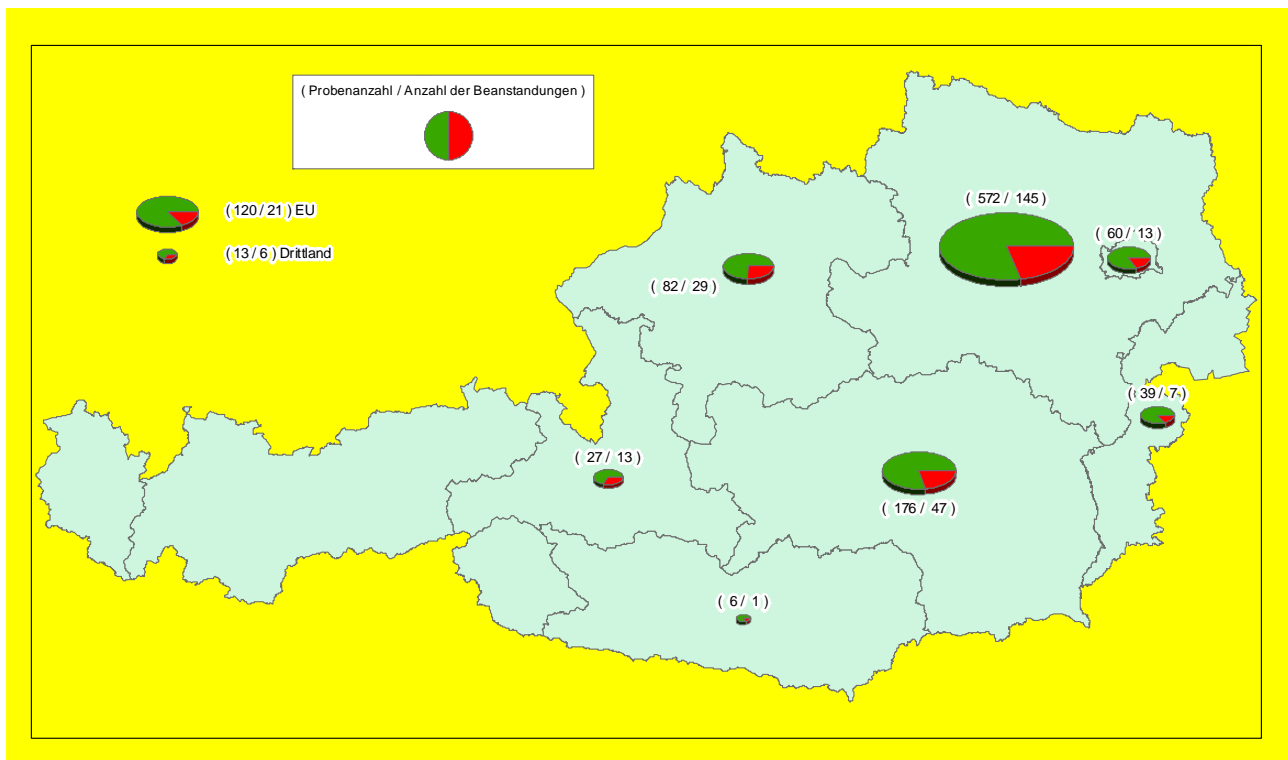 ( Probenanzahl / Anzahl der Beanstandungen )
( 572 / 145 )
( 120 / 21 ) EU
( 60 / 13 )
( 13 / 6 ) Drittland
( 82 / 29 )
( 39 / 7 )
( 27 / 13 )
( 176 / 47 )
( 6 / 1 )